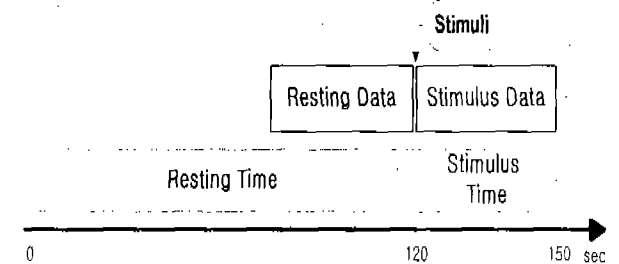 Stimuli
Resting Data Stimulus Data
Resting Time
Stimulus
Time
0 120 150 sec